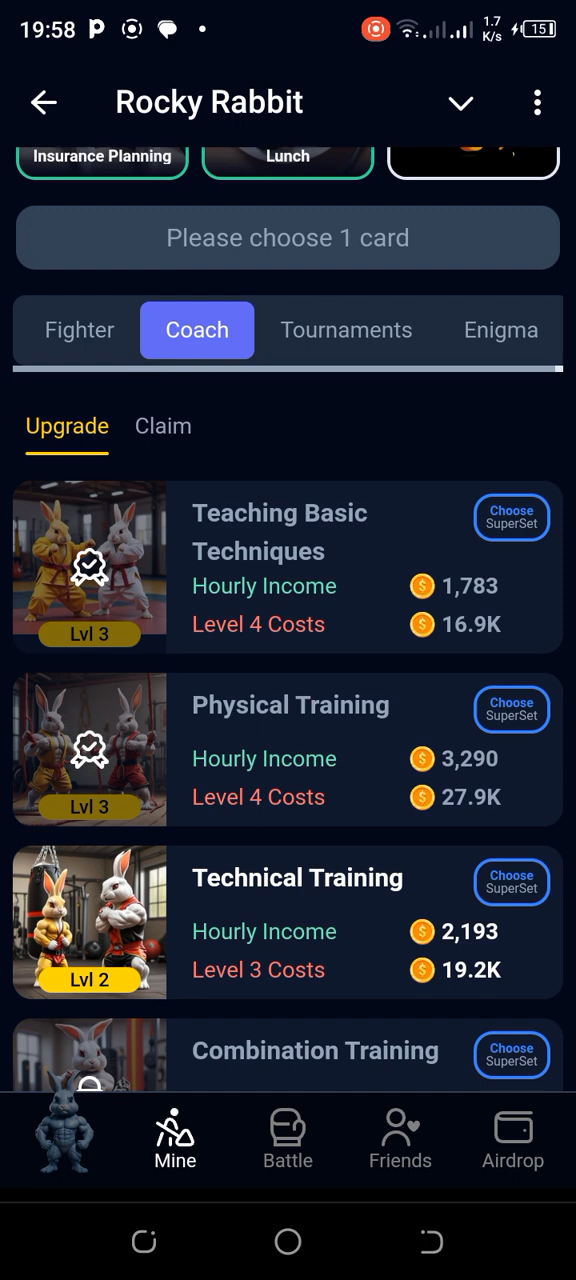 19:58
1.7
K/s
15
Rocky Rabbit
Insurance Planning
Lunch
Please choose 1 card
Fighter
Coach
Tournaments
Enigma
Upgrade
Claim
Teaching Basic
Techniques
Choose
SuperSet
Hourly Income
1,783
Level 4 Costs
16.9K
Lvl 3
Physical Training
Choose
SuperSet
Hourly Income
3,290
Level 4 Costs
27.9K
Lvl 3
Technical Training
Choose
SuperSet
Hourly Income
2,193
Level 3 Costs
19.2K
Lvl 2
Combination Training
Choose
SuperSet
Mine
Battle
Friends
Airdrop